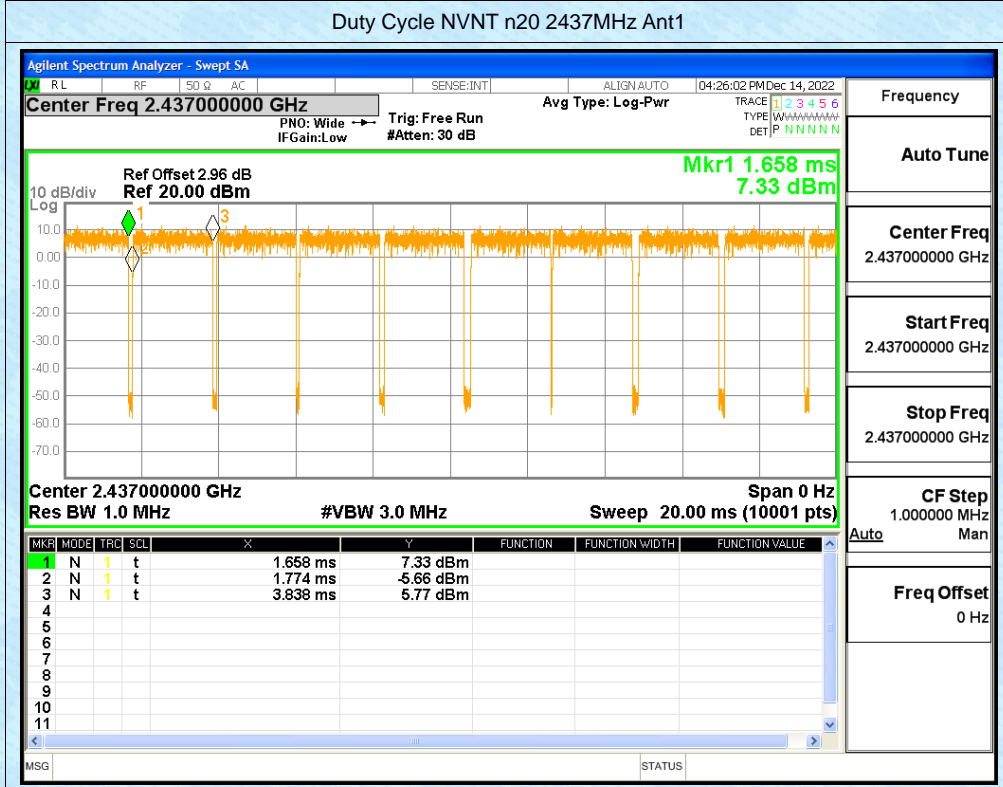 Duty Cycle NVNT n20 2437MHz Ant1
Agilent Spectrum Analyzer - Swept SA
LXI RL RF 50 Ω AC SENSE:INT ALIGN AUTO 04:26:02 PM Dec 14, 2022
Center Freq 2.437000000 GHz
Avg Type: Log-Pwr
TRACE 1 2 3 4 5 6
PNO: Wide Trig: Free Run
TYPE WWWWWW
IFGain:Low #Atten: 30 dB
DET P N N N N N
Mkr1 1.658 ms
7.33 dBm
Ref Offset 2.96 dB
10 dB/div Ref 20.00 dBm
Log
1
3
2
10.0
0.00
-10.0
-20.0
-30.0
-40.0
-50.0
-60.0
-70.0
Center 2.437000000 GHz Span 0 Hz
Res BW 1.0 MHz #VBW 3.0 MHz Sweep 20.00 ms (10001 pts)
MKR MODE TRC SCL X Y FUNCTION FUNCTION WIDTH FUNCTION VALUE
1 N 1 t 1.658 ms 7.33 dBm
2 N 1 t 1.774 ms -5.66 dBm
3 N 1 t 3.838 ms 5.77 dBm
4
5
6
7
8
9
10
11
MSG STATUS
Frequency
Auto Tune
Center Freq
2.437000000 GHz
Start Freq
2.437000000 GHz
Stop Freq
2.437000000 GHz
CF Step
1.000000 MHz
Auto Man
Freq Offset
0 Hz